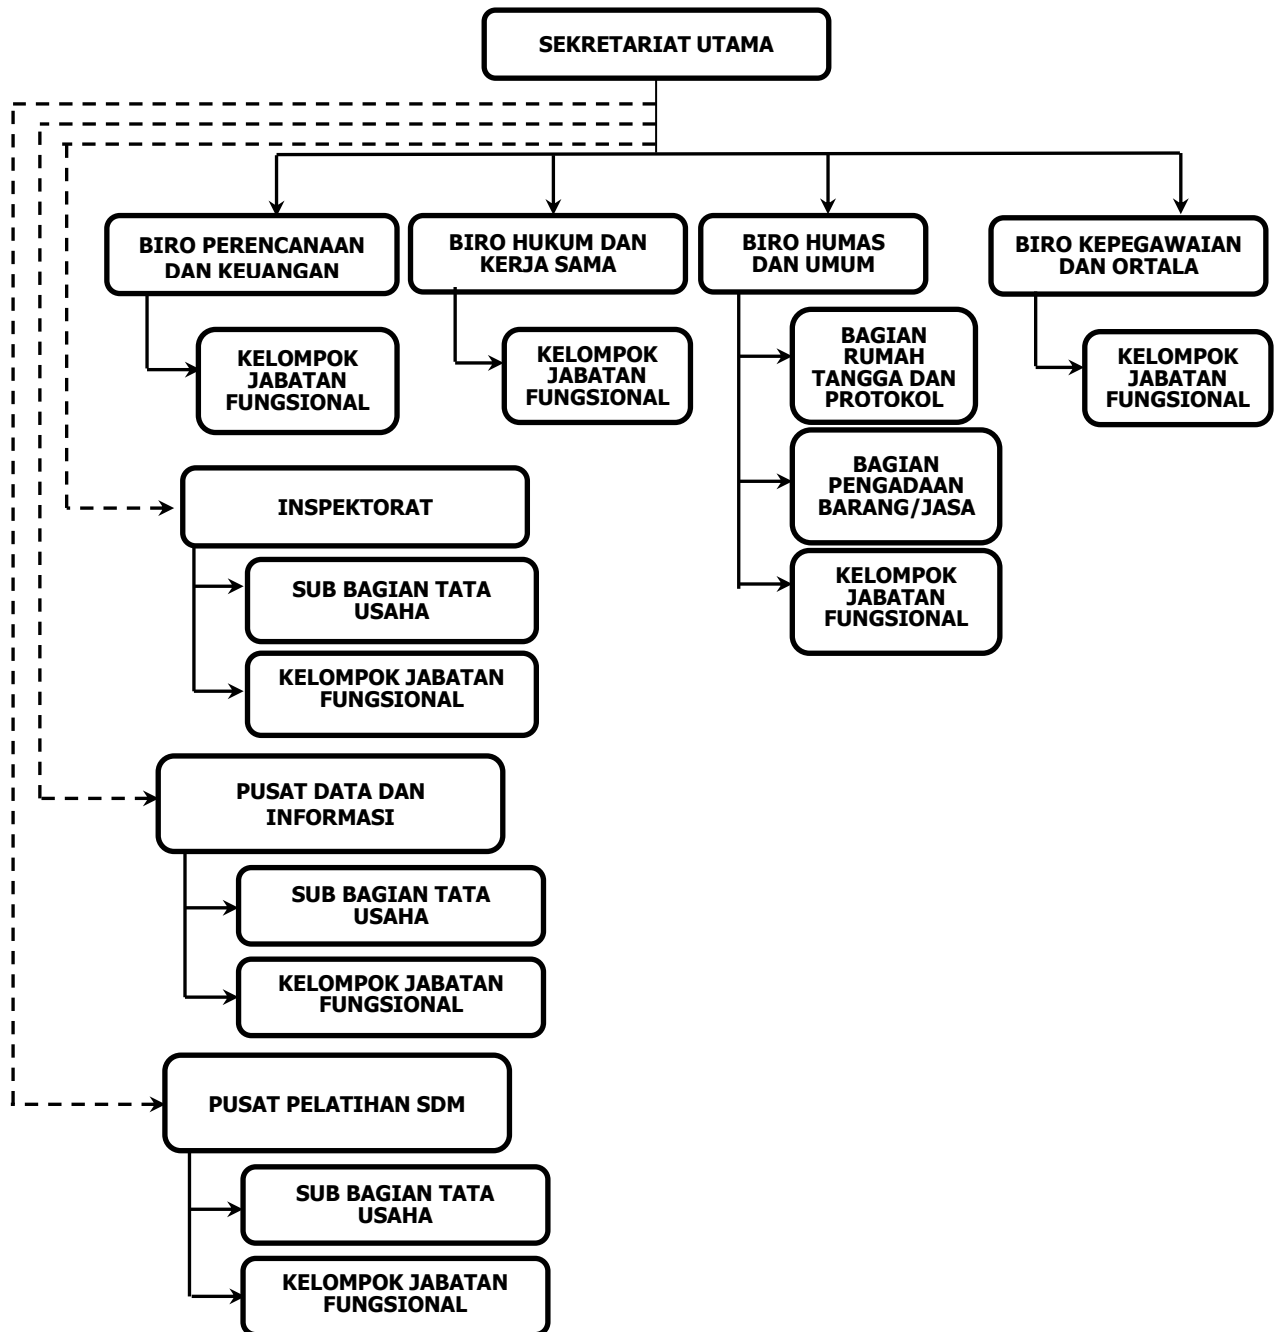 SEKRETARIAT UTAMA
BIRO PERENCANAAN
DAN KEUANGAN
BIRO HUKUM DAN
KERJA SAMA
BIRO HUMAS
DAN UMUM
BIRO KEPEGAWAIAN
DAN ORTALA
KELOMPOK
JABATAN
FUNGSIONAL
KELOMPOK
JABATAN
FUNGSIONAL
BAGIAN
RUMAH
TANGGA DAN
PROTOKOL
KELOMPOK
JABATAN
FUNGSIONAL
BAGIAN
PENGADAAN
BARANG/JASA
KELOMPOK
JABATAN
FUNGSIONAL
INSPEKTORAT
SUB BAGIAN TATA
USAHA
KELOMPOK JABATAN
FUNGSIONAL
PUSAT DATA DAN
INFORMASI
SUB BAGIAN TATA
USAHA
KELOMPOK JABATAN
FUNGSIONAL
PUSAT PELATIHAN SDM
SUB BAGIAN TATA
USAHA
KELOMPOK JABATAN
FUNGSIONAL